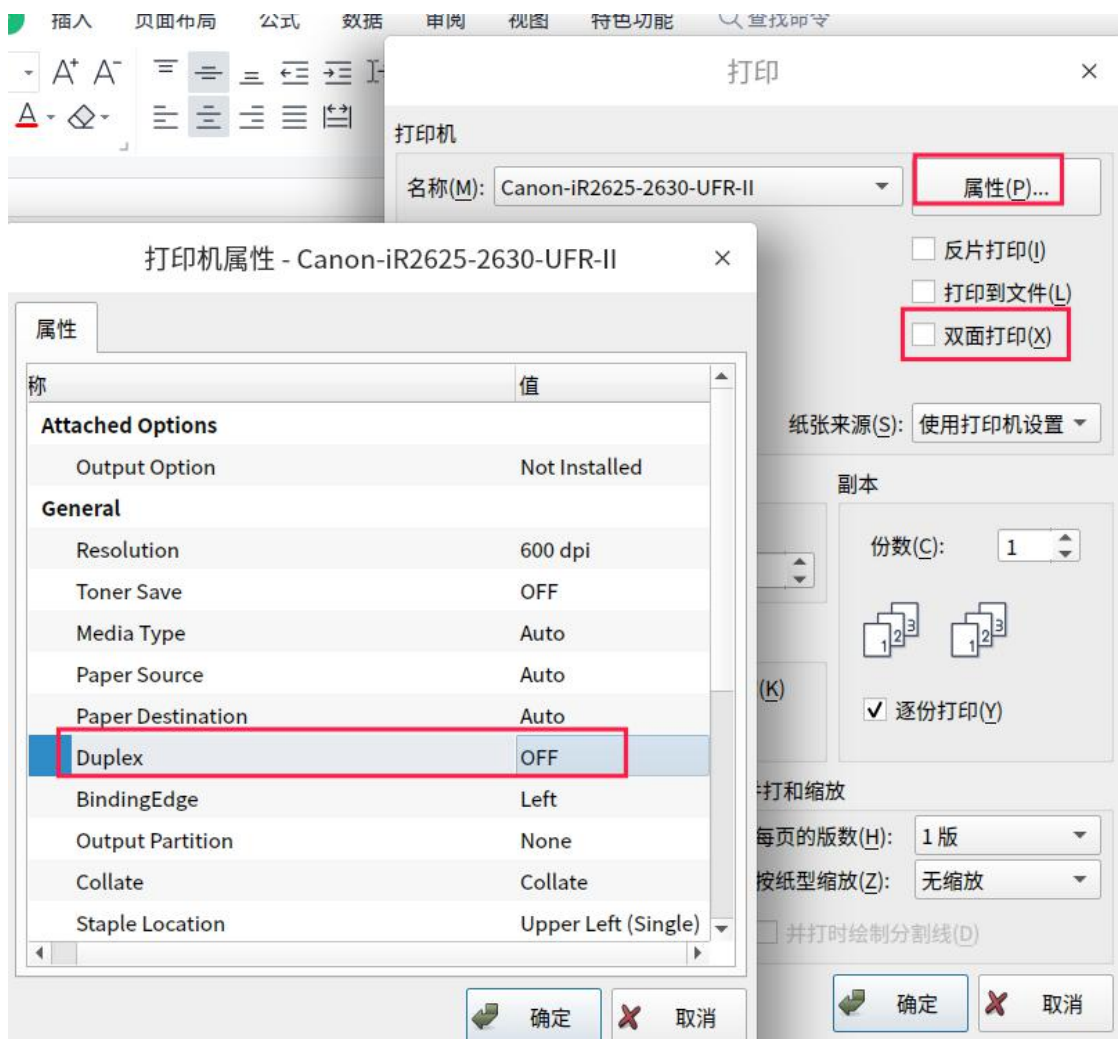 插入 页面布局 公式 数据 审阅 视图 特色功能 查找命令
A+ A-
A
打印
打印机
名称(M): Canon-iR2625-2630-UFR-II 属性(P)...
反片打印(I)
打印到文件(L)
双面打印(X)
纸张来源(S): 使用打印机设置
副本
份数(C): 1
1 2 3 1 2 3
(K)
逐份打印(Y)
并打和缩放
每页的版数(H): 1版
按纸型缩放(Z): 无缩放
并打时绘制分割线(D)
确定 取消
打印机属性 - Canon-iR2625-2630-UFR-II
属性
称 值
Attached Options
Output Option Not Installed
General
Resolution 600 dpi
Toner Save OFF
Media Type Auto
Paper Source Auto
Paper Destination Auto
Duplex OFF
BindingEdge Left
Output Partition None
Collate Collate
Staple Location Upper Left (Single)
确定 取消